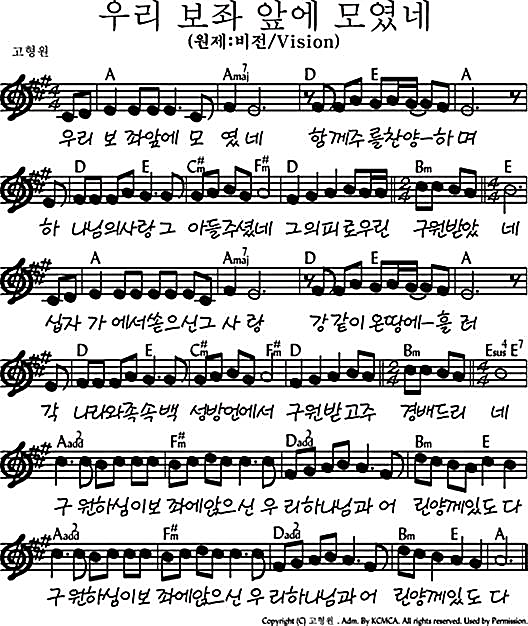 우리 보좌 앞에 모였네
(원제:비전/Vision)
고형원
A Amaj7 D E A
우리 보 좌앞에 모 였네 함께주를찬양-하며
D E C#m F#m D Bm E
하 나님의사랑그 아들주셨네 그의피로우린 구원받았 네
A Amaj7 D E A
십자 가 에서쏟으신그 사 랑 강같이 온땅에-흘러
D E C#m F#m D Bm Esus4 E7
각 나라와족속백 성방언에서 구원받고주 경배드리 네
Aadd2 F#m Dadd2 Bm E
구 원하심이보 좌에앉으신 우 리하나님과 어 린양께있도다
Aadd2 F#m Dadd2 Bm E A
구 원하심이보 좌에앉으신 우 리하나님과어 린양께있도 다
Copyright (C) 고형원 . Adm. By KCMCA. All rights reserved. Used by Permission.